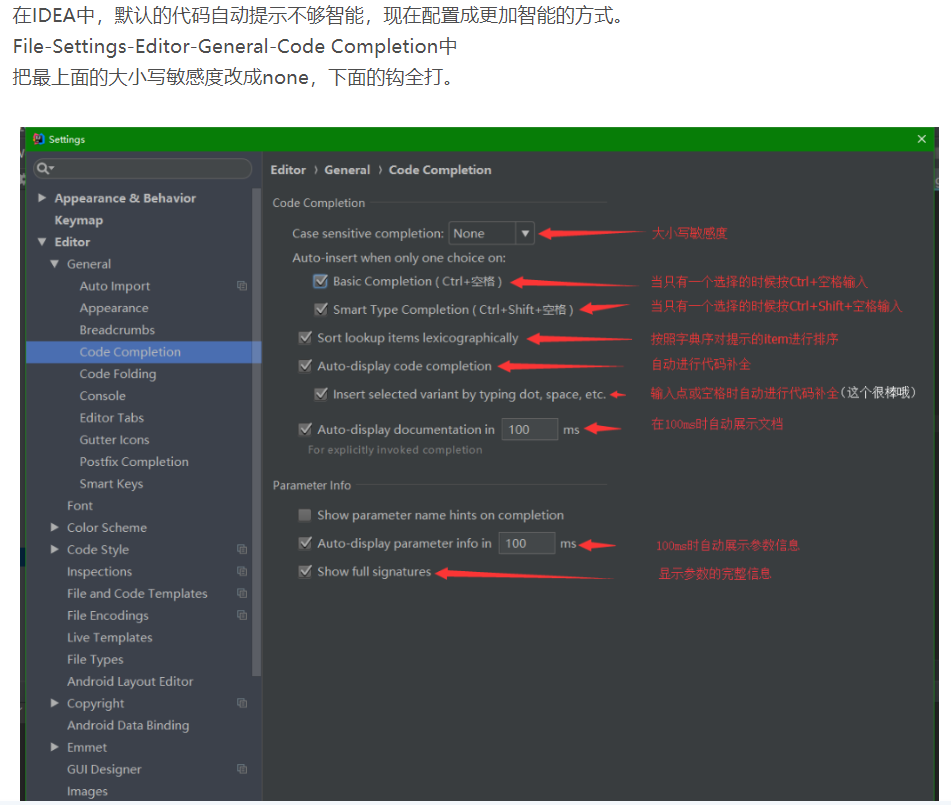 在IDEA中，默认的代码自动提示不够智能，现在配置成更加智能的方式。
File-Settings-Editor-General-Code Completion中
把最上面的大小写敏感度改成none，下面的钩全打。
Settings
Appearance & Behavior
Keymap
Editor
General
Auto Import
Appearance
Breadcrumbs
Code Completion
Code Folding
Console
Editor Tabs
Gutter Icons
Postfix Completion
Smart Keys
Font
Color Scheme
Code Style
Inspections
File and Code Templates
File Encodings
Live Templates
File Types
Android Layout Editor
Copyright
Android Data Binding
Emmet
GUI Designer
Images
Editor › General › Code Completion
Code Completion
Case sensitive completion: None 大小写敏感度
Auto-insert when only one choice on:
Basic Completion ( Ctrl+空格 ) 当只有一个选择的时候按Ctrl+空格输入
Smart Type Completion ( Ctrl+Shift+空格 ) 当只有一个选择的时候按Ctrl+Shift+空格输入
Sort lookup items lexicographically 按照字典序对提示的item进行排序
Auto-display code completion 自动进行代码补全
Insert selected variant by typing dot, space, etc. 输入点或空格时自动进行代码补全(这个很棒哦)
Auto-display documentation in 100 ms 在100ms时自动展示文档
For explicitly invoked completion
Parameter Info
Show parameter name hints on completion
Auto-display parameter info in 100 ms 100ms时自动展示参数信息
Show full signatures 显示参数的完整信息